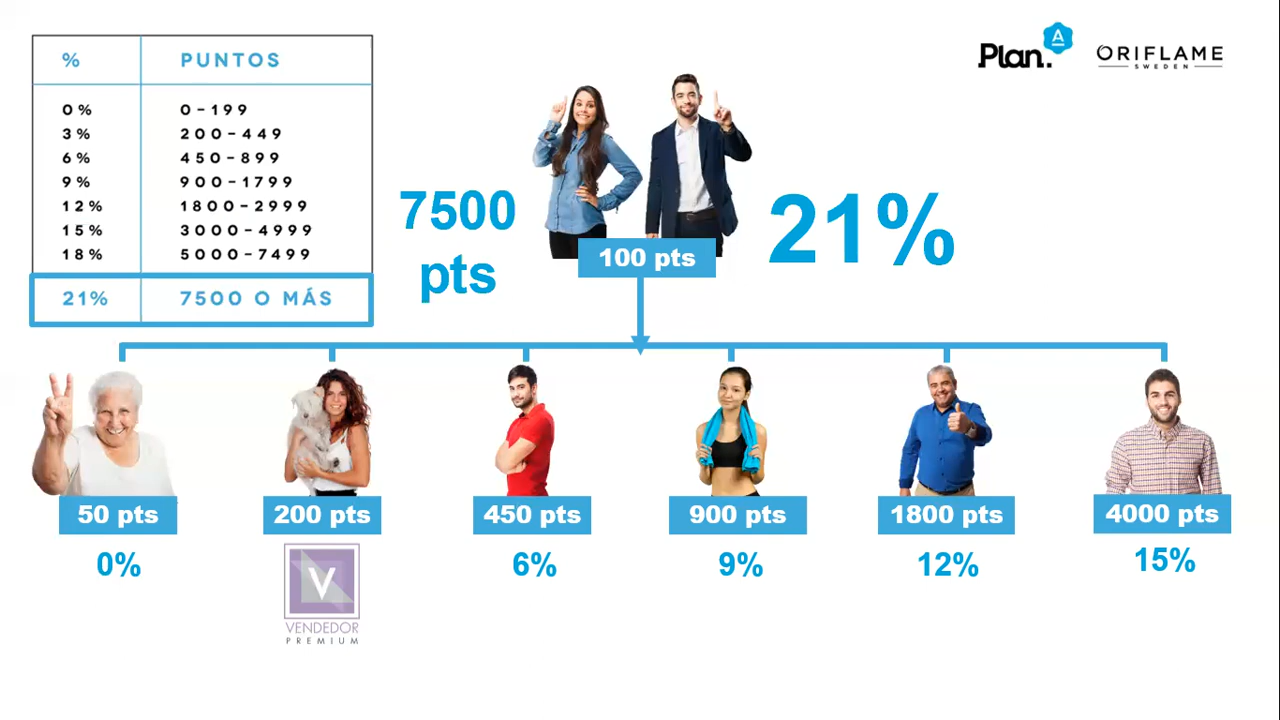 % PUNTOS
0% 0-199
3% 200-449
6% 450-899
9% 900-1799
12% 1800-2999
15% 3000-4999
18% 5000-7499
21% 7500 O MÁS
Plan. A
ORIFLAME
SWEDEN
7500
pts
100 pts
21%
50 pts
200 pts
450 pts
900 pts
1800 pts
4000 pts
0%
6%
9%
12%
15%
V
VENDEDOR
PREMIUM